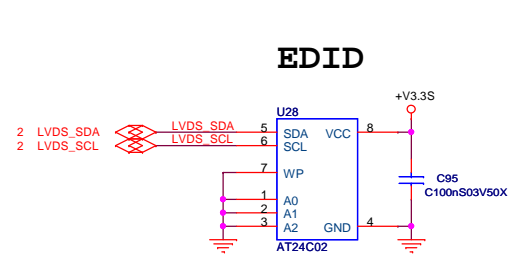 EDID
+V3.3S
U28
2 LVDS_SDA
LVDS_SDA 5 SDA VCC 8
2 LVDS_SCL
LVDS_SCL 6 SCL
7 WP
C95
C100nS03V50X
1 A0
2 A1
3 A2 GND 4
AT24C02